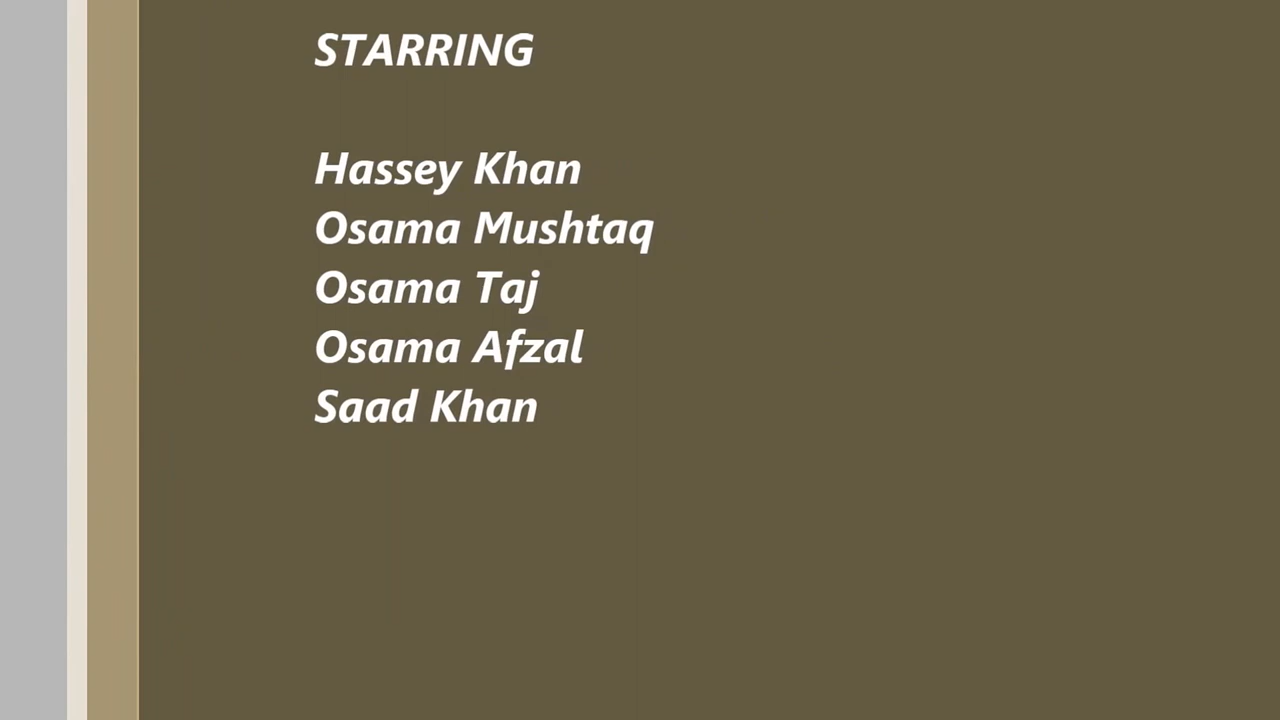 STARRING
Hassey Khan
Osama Mushtaq
Osama Taj
Osama Afzal
Saad Khan